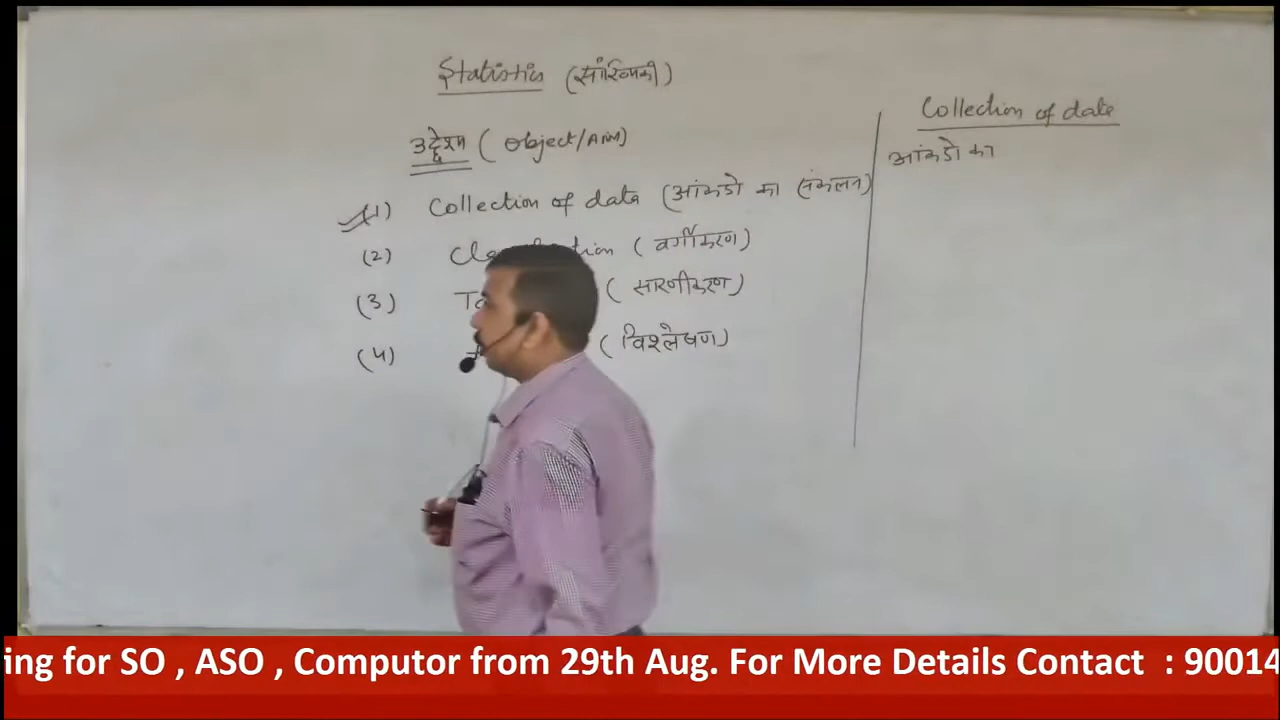 Statistics (सांख्यिकी)
उद्देश्य ( object/Aim)
(1) Collection of data (आंकडो का संकलन)
(2) (वर्गीकरण)
(3) (सारणीकरण)
(4) (विश्लेषण)
Collection of data
आंकडो का
ing for SO , ASO , Computor from 29th Aug. For More Details Contact : 90014